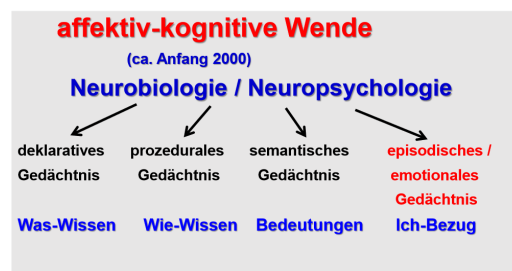 affektiv-kognitive Wende
(ca. Anfang 2000)
Neurobiologie / Neuropsychologie
deklaratives prozedurales semantisches episodisches /
Gedächtnis Gedächtnis Gedächtnis emotionales
Gedächtnis
Was-Wissen Wie-Wissen Bedeutungen Ich-Bezug